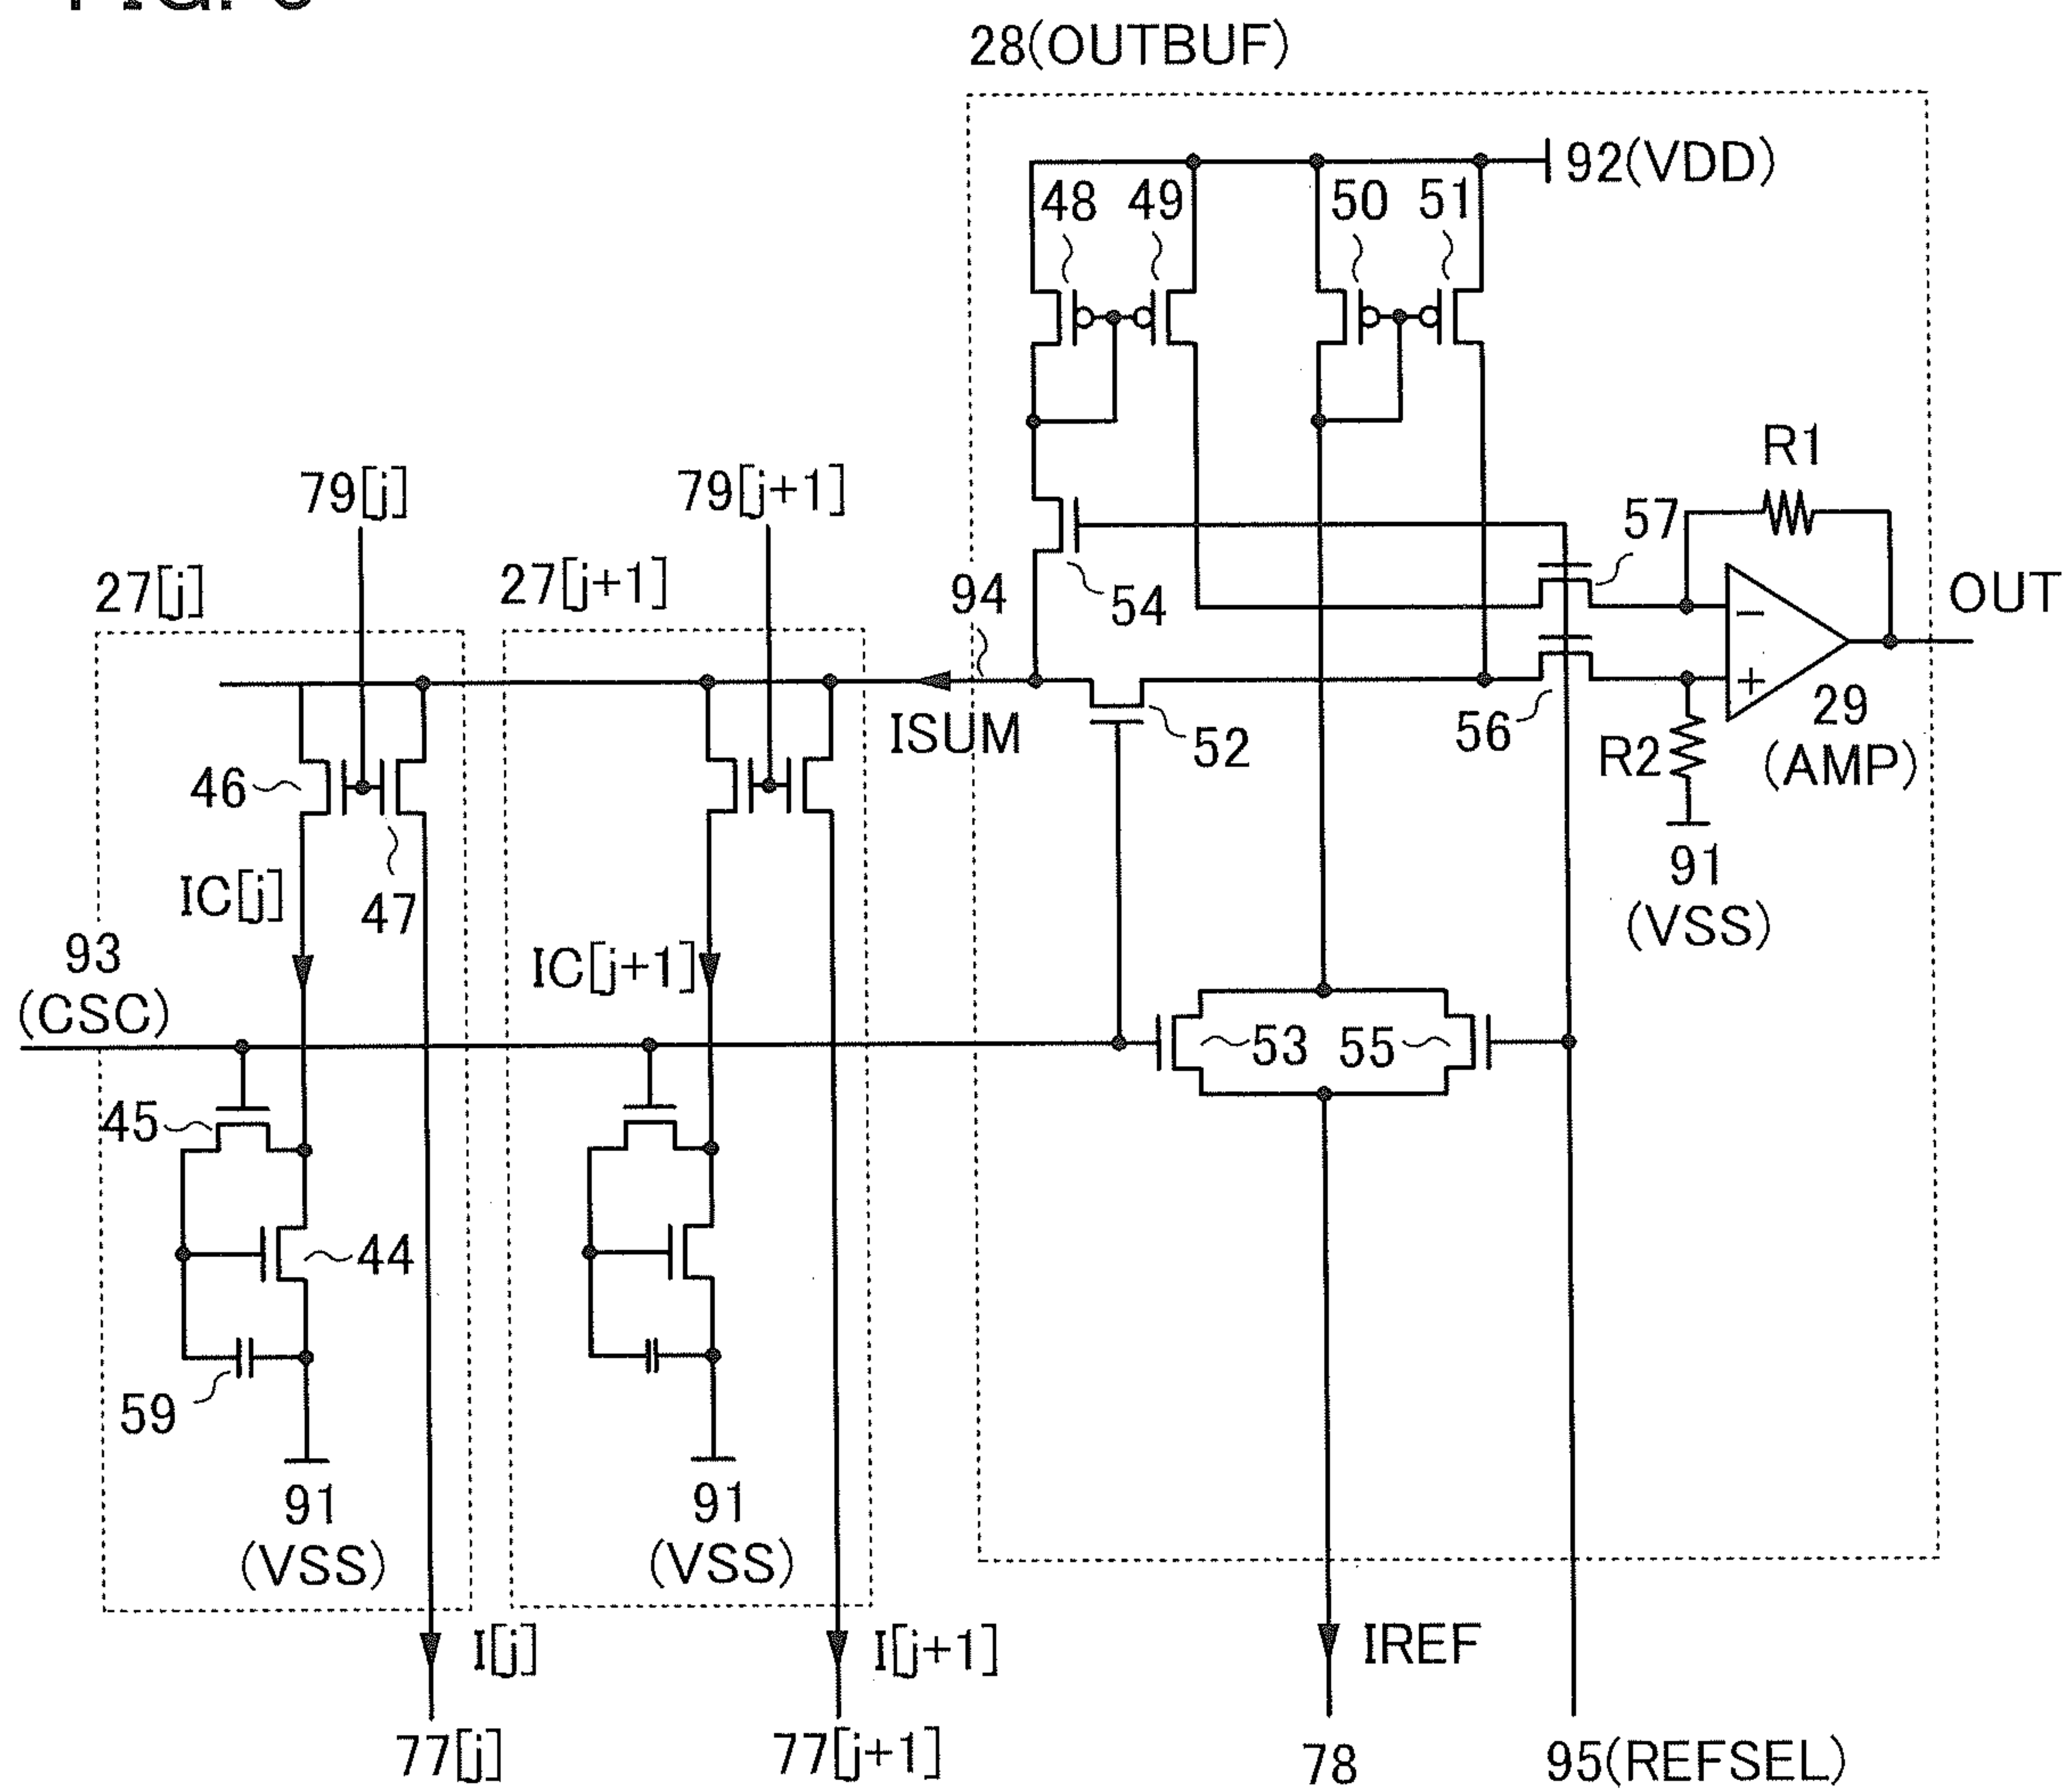 28(OUTBUF)
92(VDD)
48
49
50
51
R1
79[j]
79[j+1]
57
27[j]
27[j+1]
94
54
OUT
ISUM
52
56
R2
29
(AMP)
46
47
IC[j]
91
(VSS)
93
(CSC)
IC[j+1]
53
55
45
44
59
91
(VSS)
91
(VSS)
I[j]
I[j+1]
IREF
77[j]
77[j+1]
78
95(REFSEL)